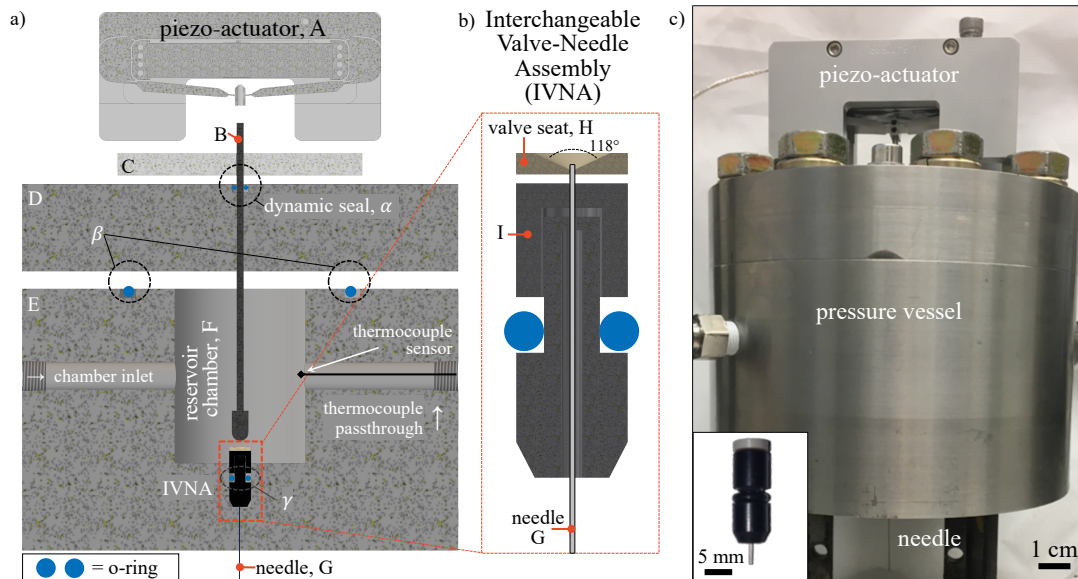 a)
piezo-actuator, A
B
C
D
dynamic seal, α
β
E
reservoir
chamber, F
thermocouple
sensor
chamber inlet
thermocouple
passthrough ↑
IVNA
γ
= o-ring
needle, G
b)
Interchangeable
Valve-Needle
Assembly
(IVNA)
valve seat, H
118°
I
needle
G
c)
piezo-actuator
pressure vessel
needle
5 mm
1 cm